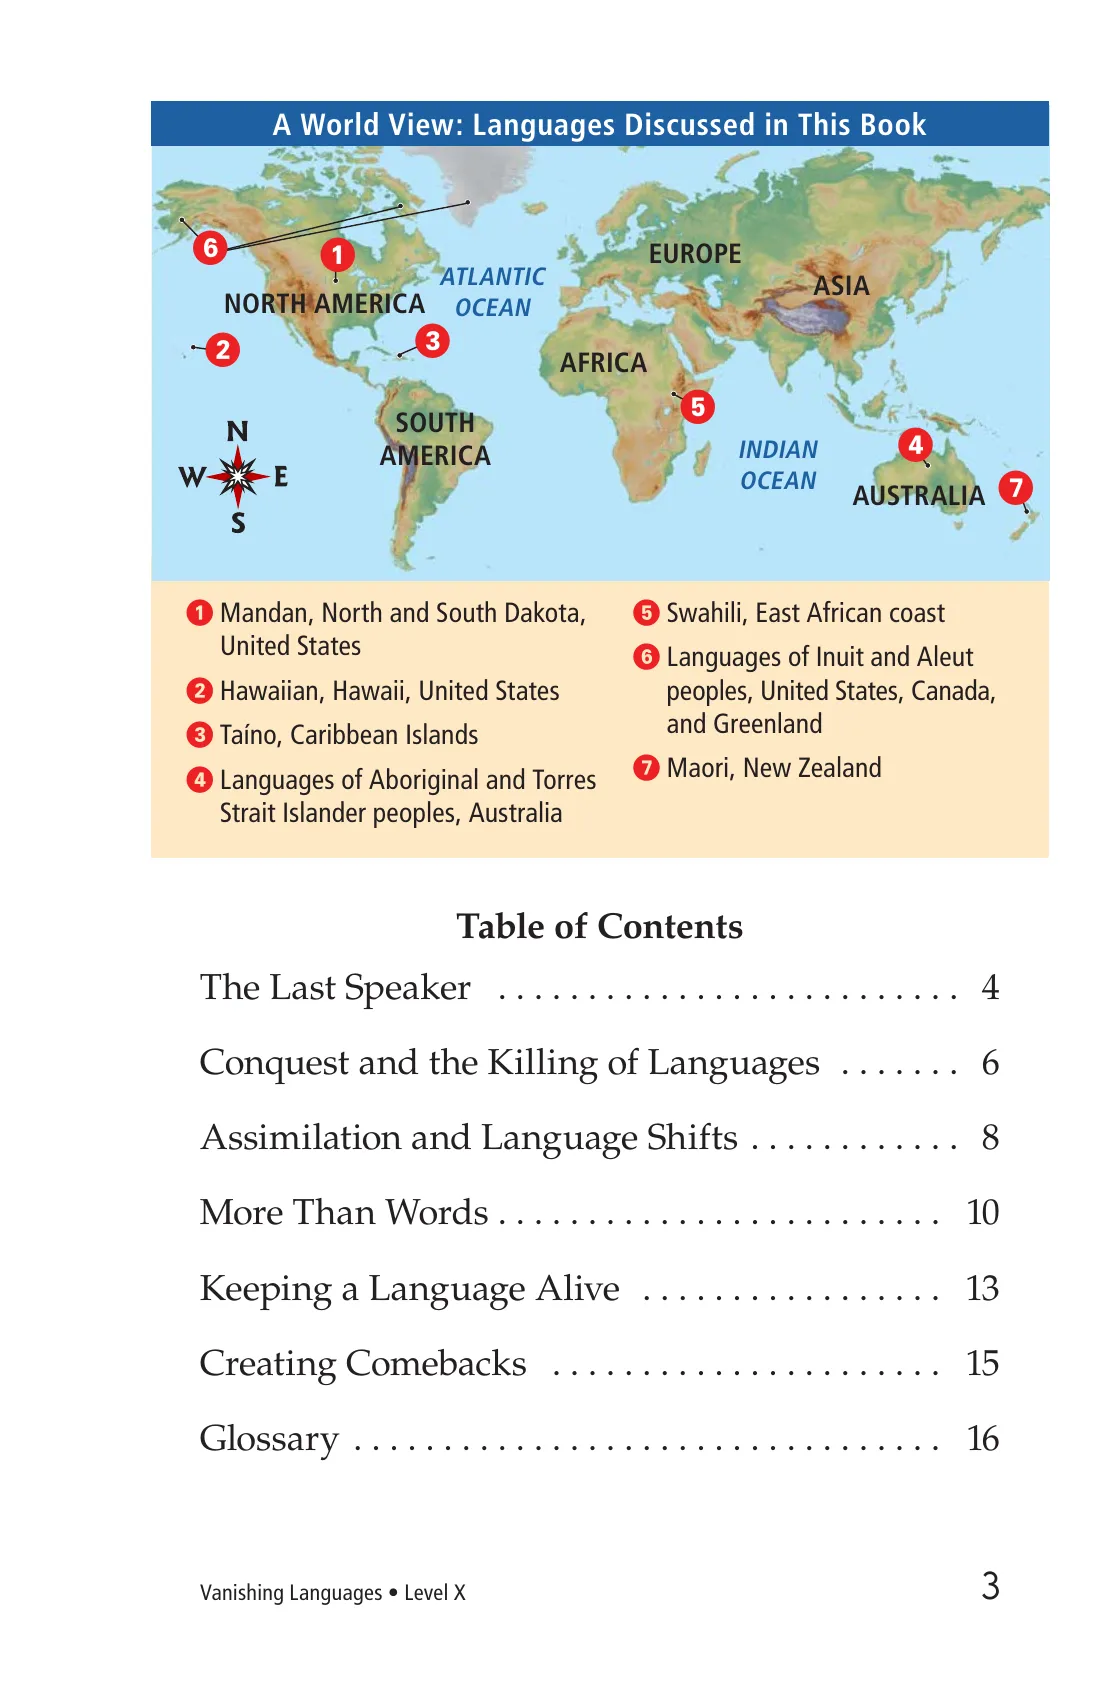 A World View: Languages Discussed in This Book
EUROPE
ASIA
6
1
ATLANTIC
OCEAN
NORTH AMERICA
2
3
AFRICA
5
SOUTH
AMERICA
N
W E
S
INDIAN
OCEAN
4
AUSTRALIA
7
1 Mandan, North and South Dakota,
United States
2 Hawaiian, Hawaii, United States
3 Taíno, Caribbean Islands
4 Languages of Aboriginal and Torres
Strait Islander peoples, Australia
5 Swahili, East African coast
6 Languages of Inuit and Aleut
peoples, United States, Canada,
and Greenland
7 Maori, New Zealand
Table of Contents
The Last Speaker . . . . . . . . . . . . . . . . . . . . . . . . . . 4
Conquest and the Killing of Languages . . . . . . . 6
Assimilation and Language Shifts . . . . . . . . . . . . 8
More Than Words . . . . . . . . . . . . . . . . . . . . . . . . . 10
Keeping a Language Alive . . . . . . . . . . . . . . . . . 13
Creating Comebacks . . . . . . . . . . . . . . . . . . . . . . 15
Glossary . . . . . . . . . . . . . . . . . . . . . . . . . . . . . . . . . 16
Vanishing Languages • Level X
3